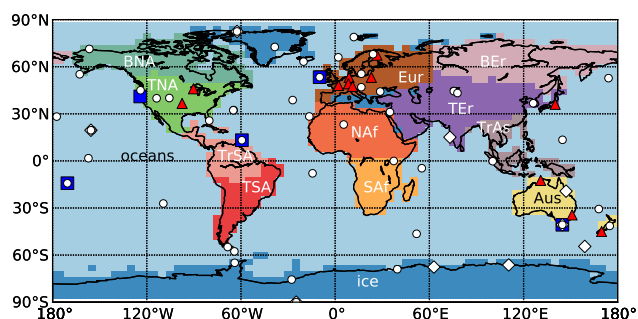 90°N
60°N
30°N
0°
30°S
60°S
90°S
BNA
TNA
Eur
BEr
TEr
TrAs
NAf
oceans
TrSA
TSA
SAf
Aus
ice
180° 120°W 60°W 0° 60°E 120°E 180°